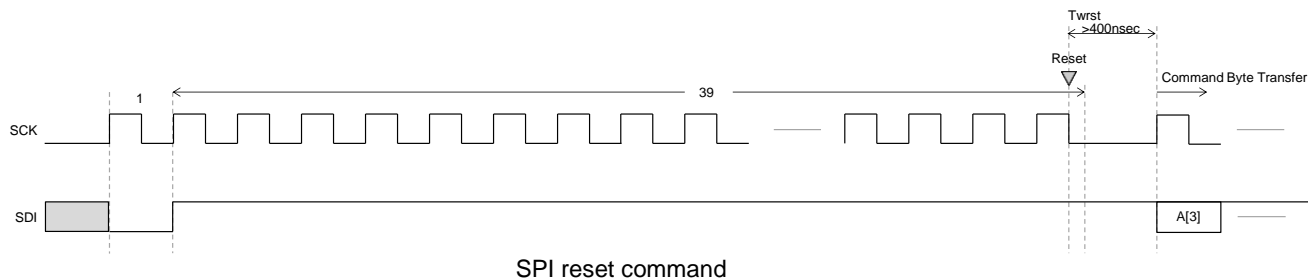 Twrst
>400nsec
Reset
1
39
Command Byte Transfer
SCK
SDI
A[3]
SPI reset command